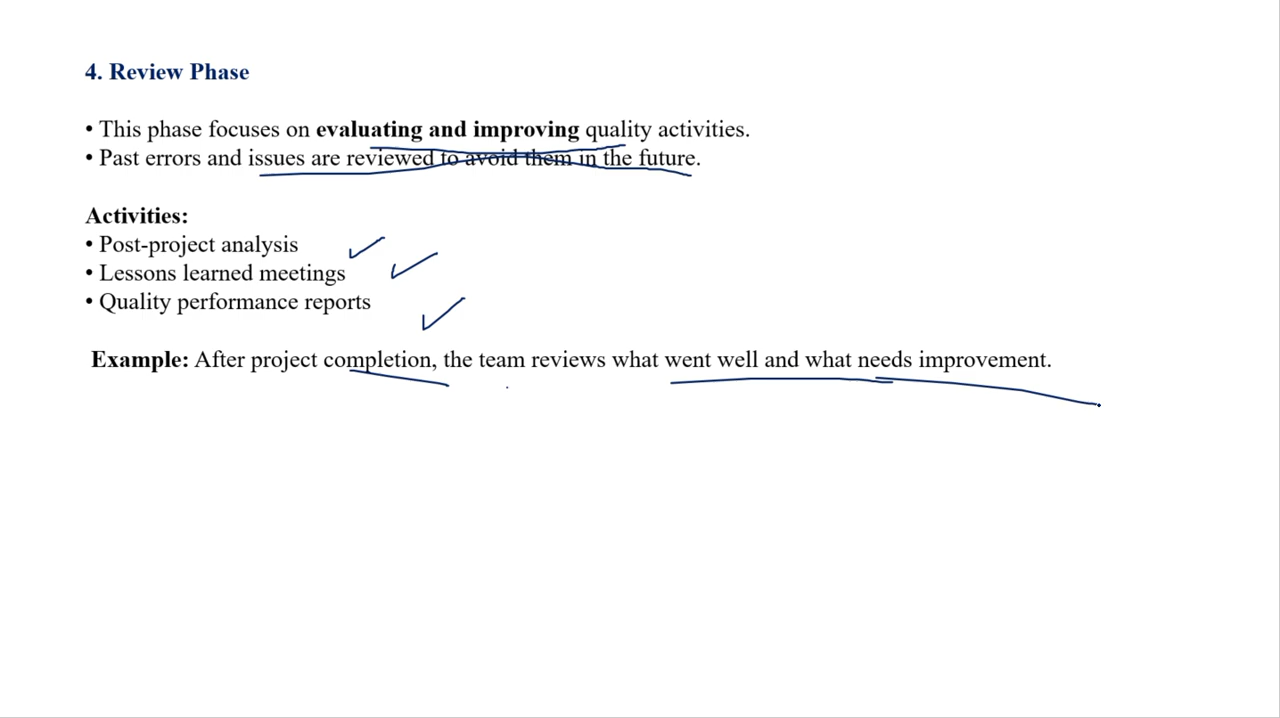 4. Review Phase
• This phase focuses on evaluating and improving quality activities.
• Past errors and issues are reviewed to avoid them in the future.
Activities:
• Post-project analysis
• Lessons learned meetings
• Quality performance reports
Example: After project completion, the team reviews what went well and what needs improvement.